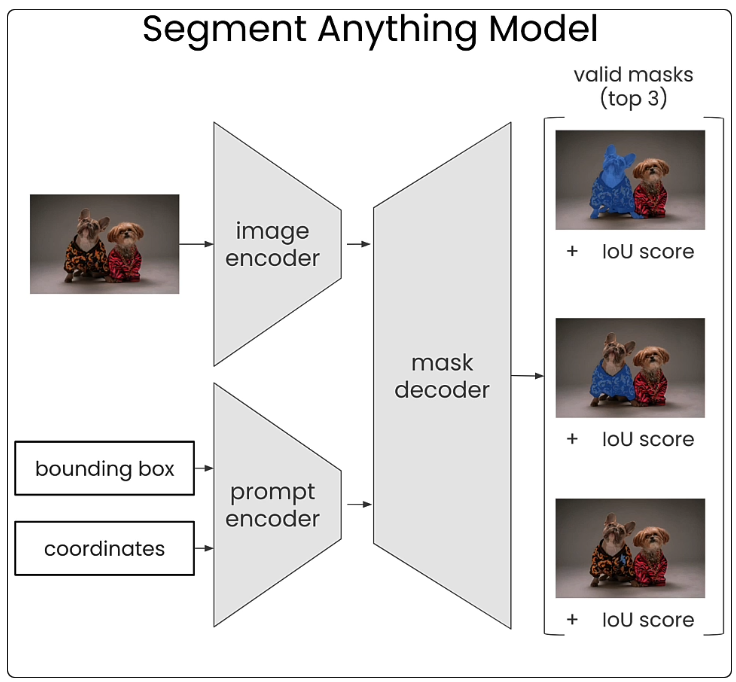 Segment Anything Model
valid masks
(top 3)
image
encoder
+ IoU score
mask
decoder
+ IoU score
bounding box
prompt
encoder
coordinates
+ IoU score